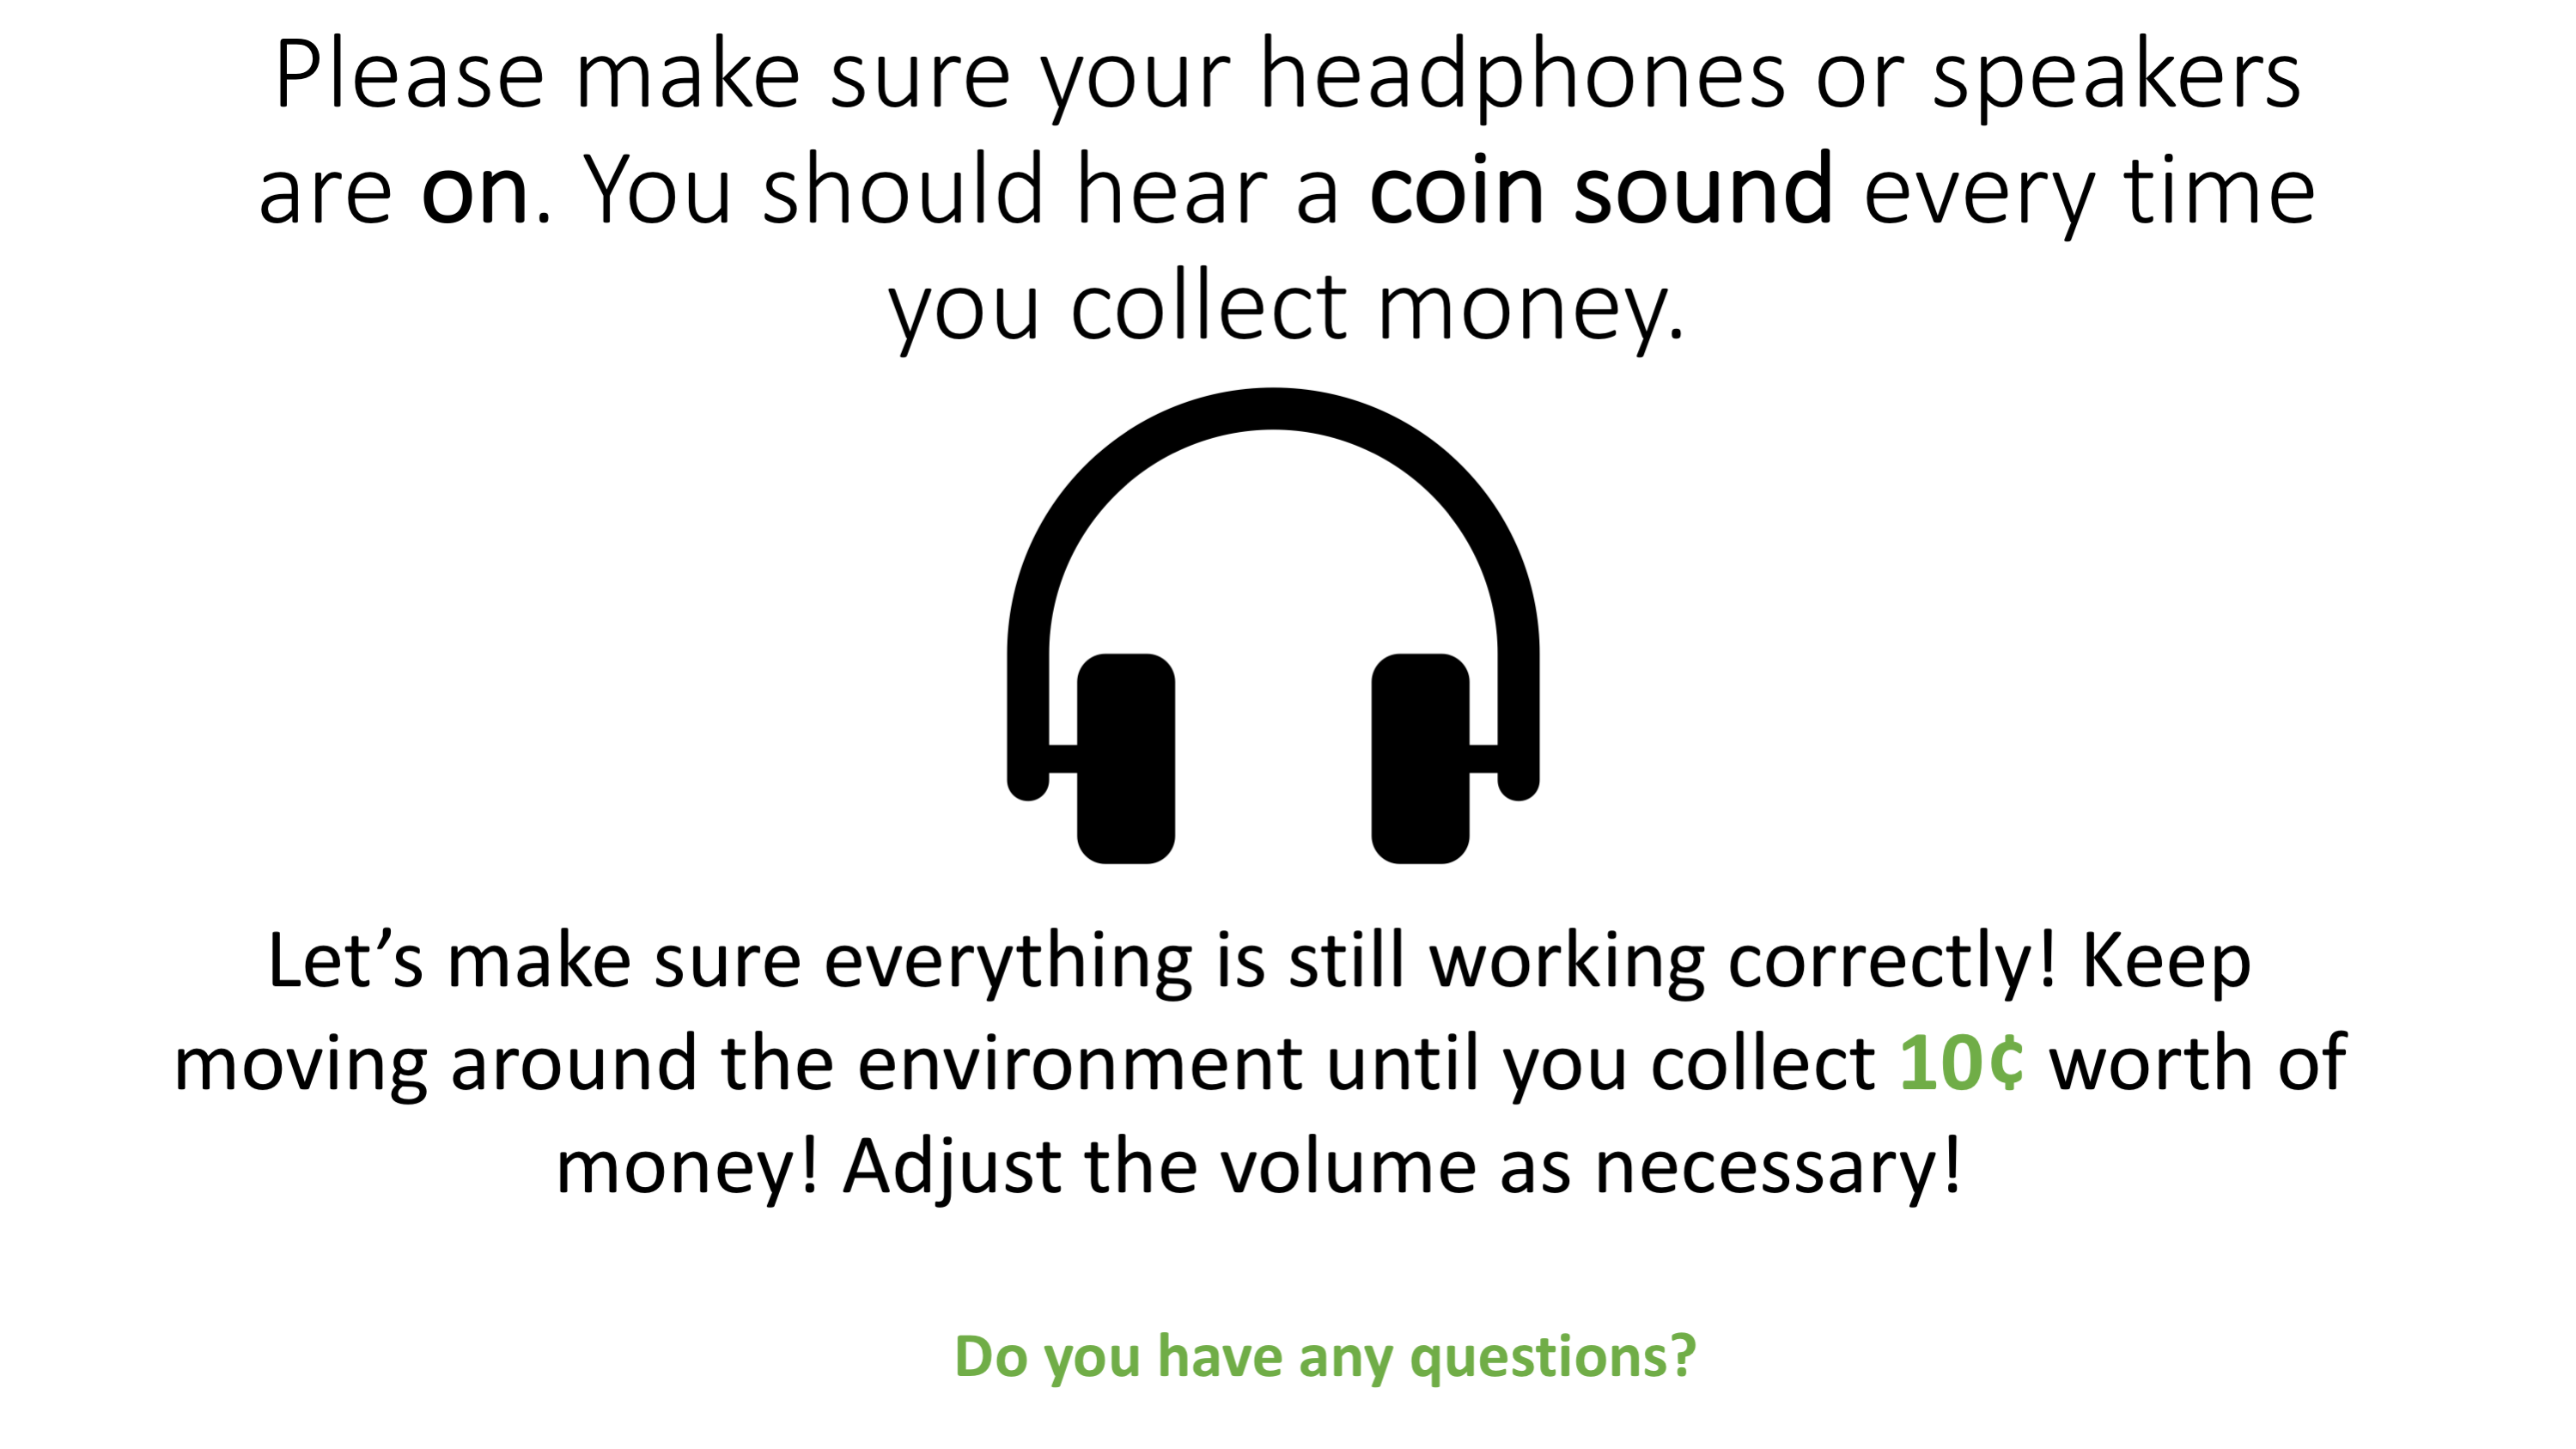 Please make sure your headphones or speakers
are on. You should hear a coin sound every time
you collect money.
Let’s make sure everything is still working correctly! Keep
moving around the environment until you collect 10¢ worth of
money! Adjust the volume as necessary!
Do you have any questions?